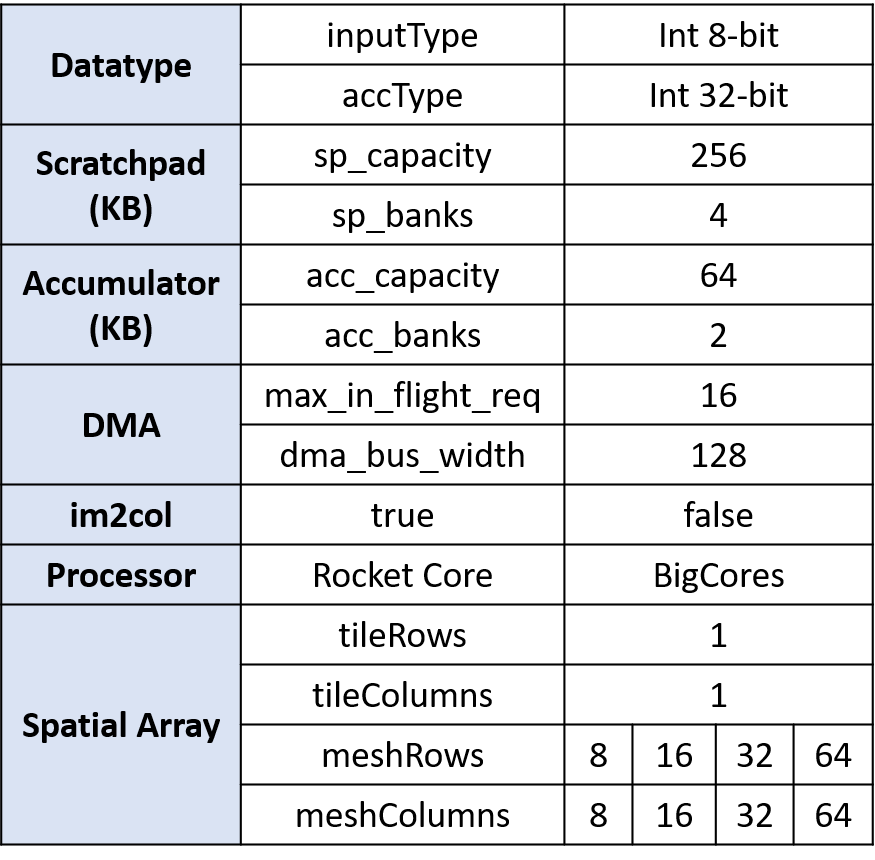 Datatype inputType Int 8-bit
accType Int 32-bit
Scratchpad (KB) sp_capacity 256
sp_banks 4
Accumulator (KB) acc_capacity 64
acc_banks 2
DMA max_in_flight_req 16
dma_bus_width 128
im2col true false
Processor Rocket Core BigCores
Spatial Array tileRows 1
tileColumns 1
meshRows 8 16 32 64
meshColumns 8 16 32 64